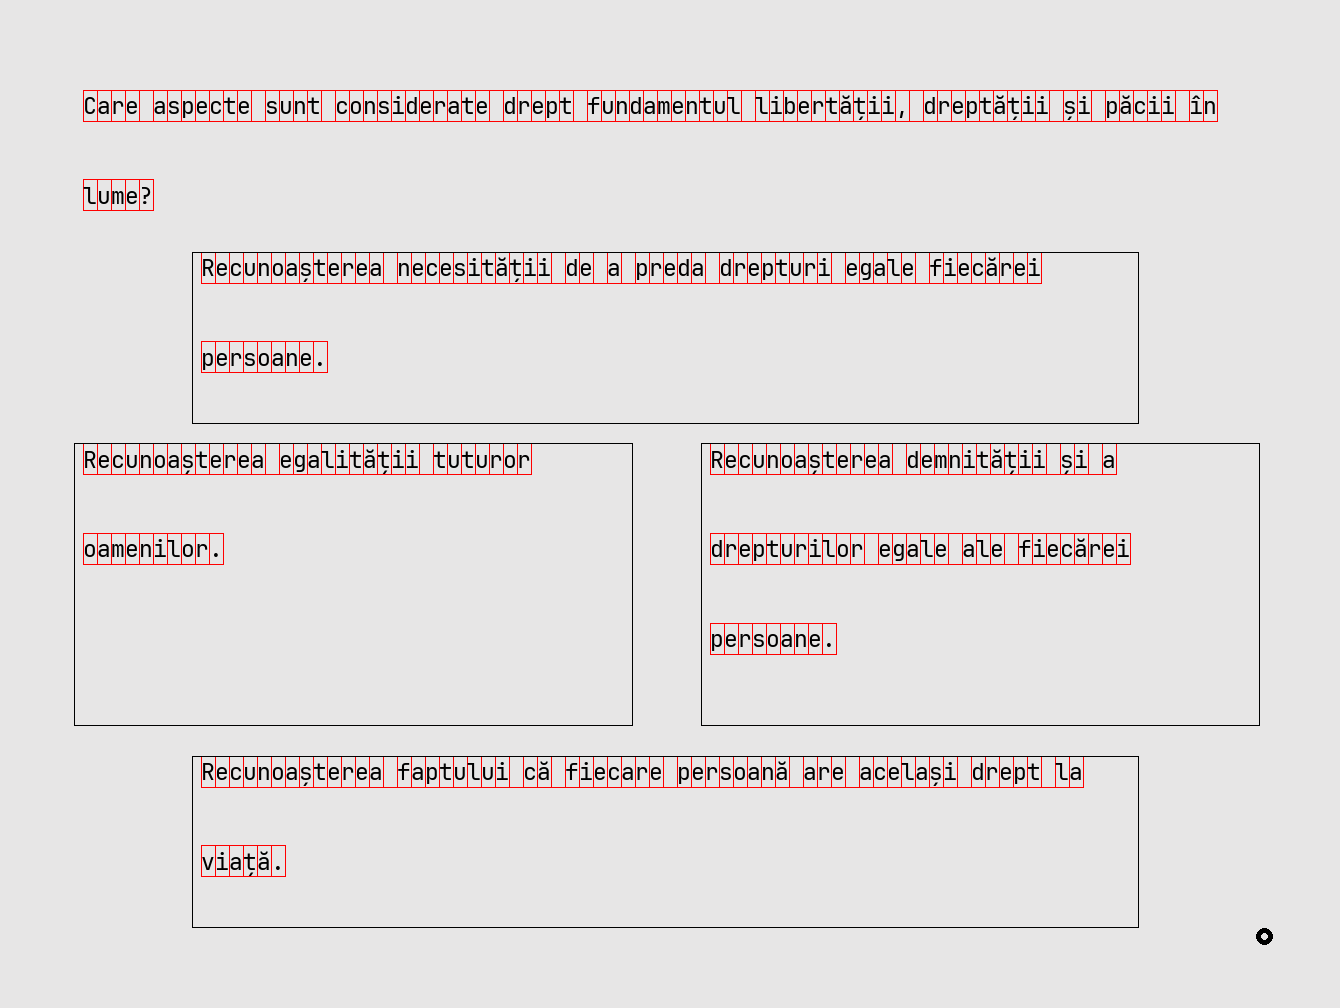 Care aspecte sunt considerate drept fundamentul libertății, dreptății și păcii în
lume?
Recunoașterea necesității de a preda drepturi egale fiecărei
persoane.
Recunoașterea egalității tuturor
oamenilor.
Recunoașterea demnității și a
drepturilor egale ale fiecărei
persoane.
Recunoașterea faptului că fiecare persoană are același drept la
viață.